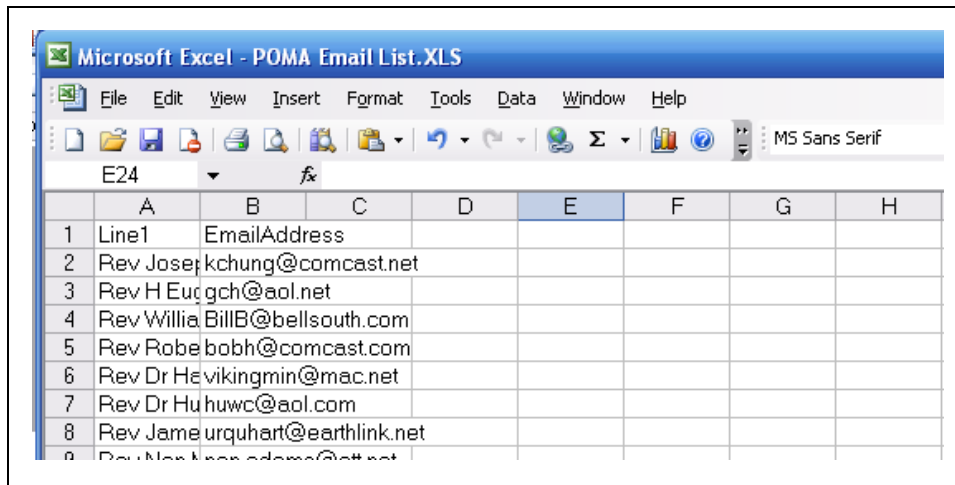 Microsoft Excel - POMA Email List.XLS
File Edit View Insert Format Tools Data Window Help
Σ MS Sans Serif
E24 fx
A B C D E F G H
1 Line1 EmailAddress
2 Rev Josep kchung@comcast.net
3 Rev H Eug gch@aol.net
4 Rev Willia BillB@bellsouth.com
5 Rev Robe bobh@comcast.com
6 Rev Dr Ha vikingmin@mac.net
7 Rev Dr Hu huwc@aol.com
8 Rev Jame urquhart@earthlink.net